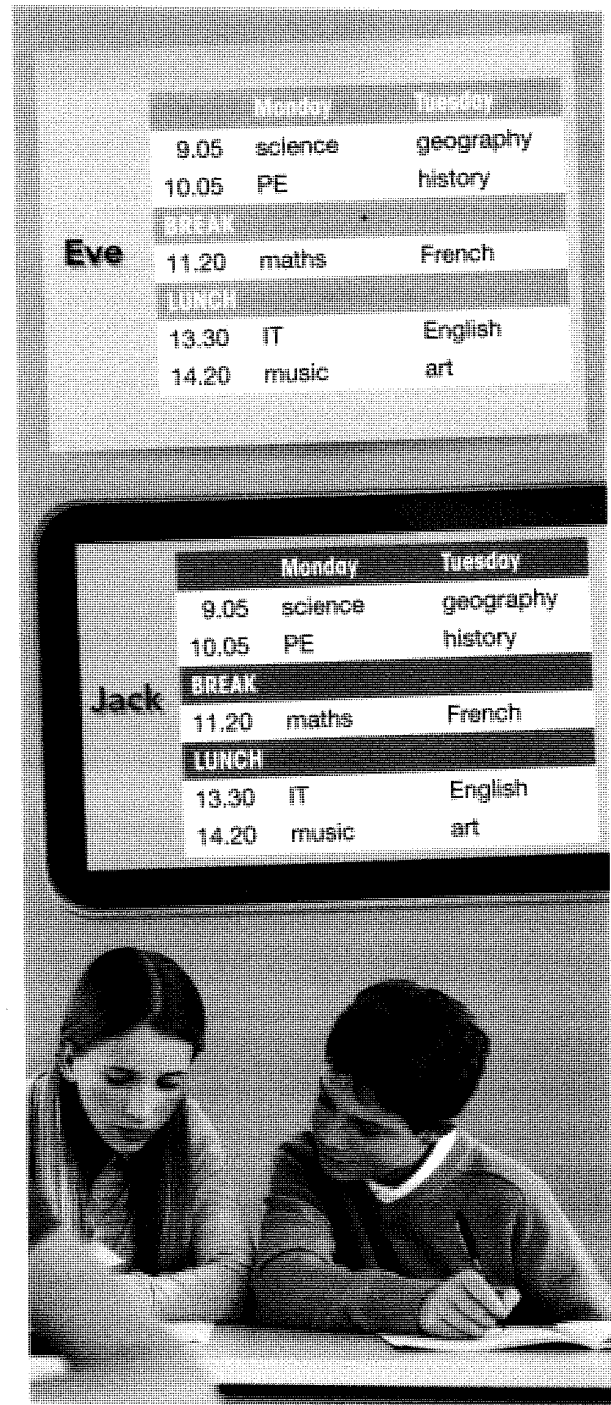 Monday Tuesday
9.05 science geography
10.05 PE history
BREAK
Eve
11.20 maths French
LUNCH
13.30 IT English
14.20 music art
Monday Tuesday
9.05 science geography
10.05 PE history
BREAK
Jack
11.20 maths French
LUNCH
13.30 IT English
14.20 music art